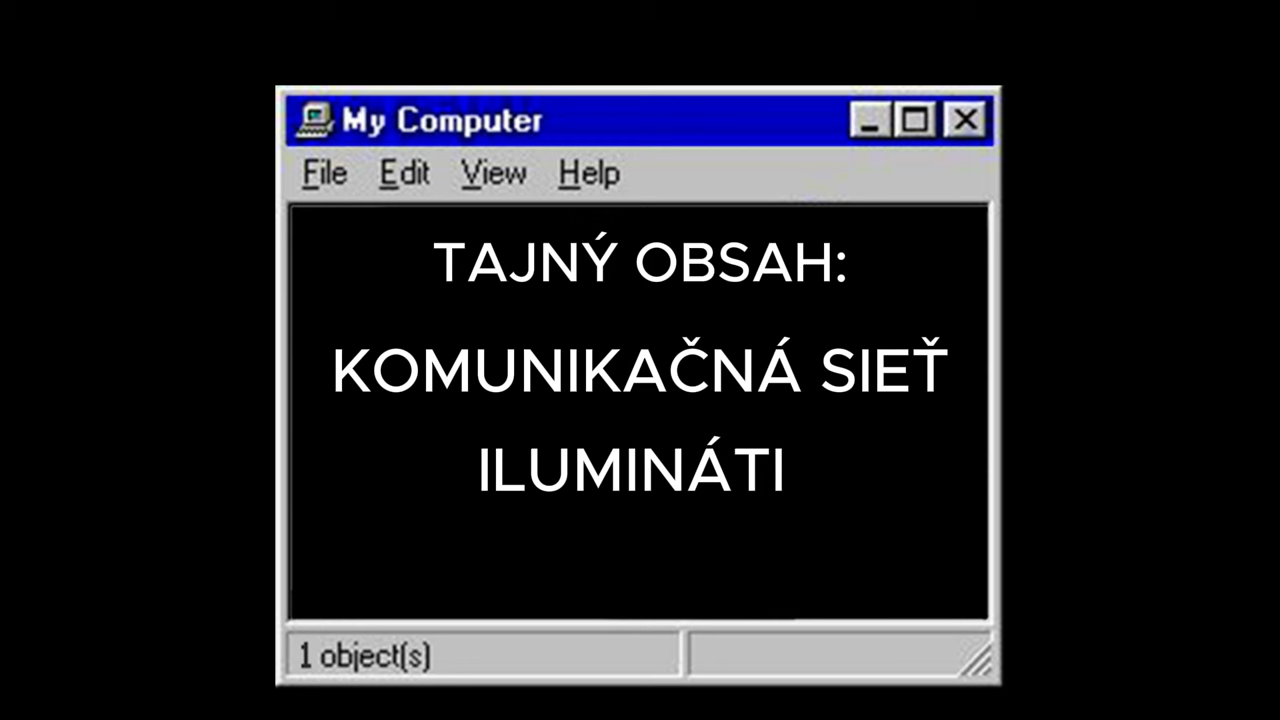 My Computer
File Edit View Help
TAJNÝ OBSAH:
KOMUNIKAČNÁ SIEŤ
ILUMINÁTI
1 object(s)